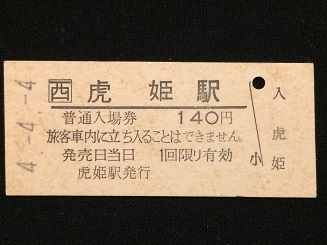 4.-4.-4
西 虎姫駅
普通入場券 140円
旅客車内に立ち入ることはできません。
発売日当日 1回限り有効
虎姫駅発行
小
入
虎
姫